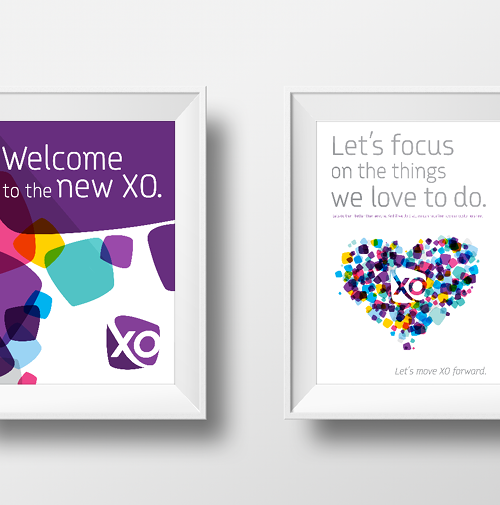 Welcome
to the new XO.
XO
Let's focus
on the things
we love to do.
XO
Let's move XO forward.